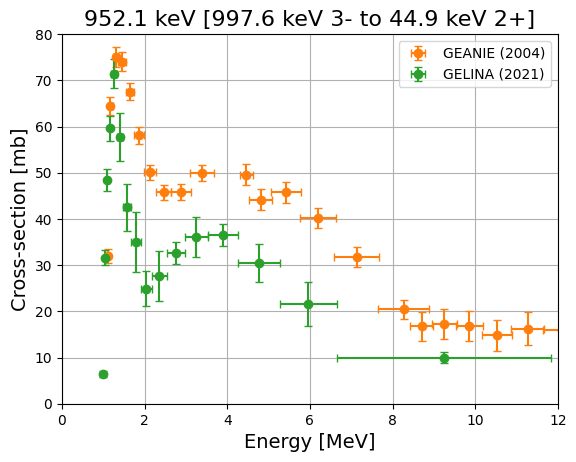 952.1 keV [997.6 keV 3- to 44.9 keV 2+]
GEANIE (2004)
GELINA (2021)
Cross-section [mb]
80
70
60
50
40
30
20
10
0
0 2 4 6 8 10 12
Energy [MeV]